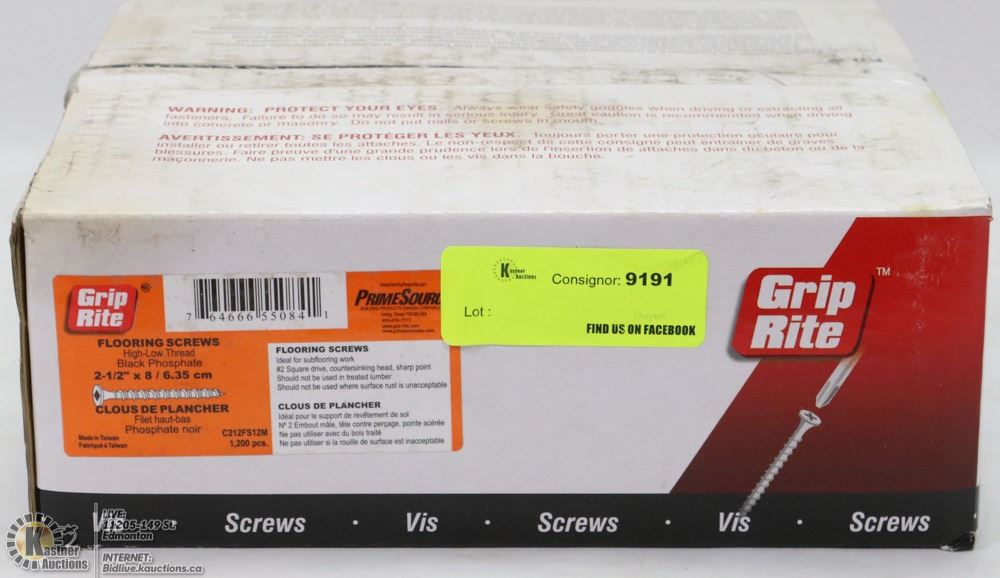 WARNING: PROTECT YOUR EYES. Always wear safety goggles when driving or extracting all
fasteners. Failure to do so may result in serious injury. Great caution is recommended when driving
into concrete or masonry. Do not put nails or screws in mouth.
AVERTISSEMENT: SE PROTÉGER LES YEUX. Toujours porter une protection oculaire pour
installer ou retirer toutes les attaches. Le non-respect de cette consigne peut entraîner de graves
blessures. Faire preuve d'une grande prudence lors de l'insertion de attaches dans du béton ou de la
maçonnerie. Ne pas mettre les clous ou les vis dans la bouche.
Grip
Rite
®
7 64666 55084 1
PRIMESOURC
FLOORING SCREWS
High-Low Thread
Black Phosphate
2-1/2" x 8 / 6.35 cm
CLOUS DE PLANCHER
Filet haut-bas
Phosphate noir
Made in Taiwan
Fabriqué à Taiwan
C212FS12M
1,200 pcs.
FLOORING SCREWS
Ideal for subflooring work
#2 Square drive, countersinking head, sharp point
Should not be used in treated lumber
Should not be used where surface rust is unacceptable
CLOUS DE PLANCHER
Idéal pour le support de revêtement de sol
Nº 2 Embout mâle, tête contre perçage, pointe acérée
Ne pas utiliser avec du bois traité
Ne pas utiliser si la rouille de surface est inacceptable
Kastner
Auctions
Consignor: 9191
Lot :
Buyer:
FIND US ON FACEBOOK
Grip
Rite
™
Vis • Screws • Vis • Screws • Vis • Screws
Kastner
Auctions
LIVE:
11205-149 St.
Edmonton
INTERNET:
Bidlive.kauctions.ca